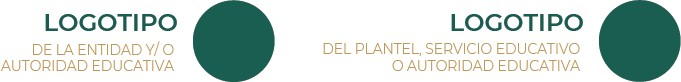 LOGOTIPO
DE LA ENTIDAD Y/ O
AUTORIDAD EDUCATIVA
LOGOTIPO
DEL PLANTEL, SERVICIO EDUCATIVO
O AUTORIDAD EDUCATIVA